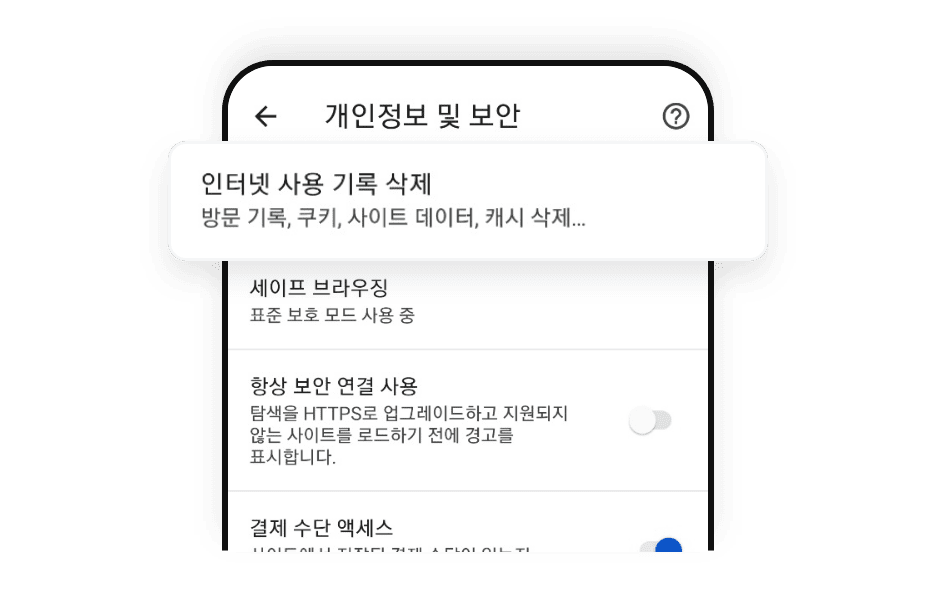 개인정보 및 보안
인터넷 사용 기록 삭제
방문 기록, 쿠키, 사이트 데이터, 캐시 삭제...
세이프 브라우징
표준 보호 모드 사용 중
항상 보안 연결 사용
탐색을 HTTPS로 업그레이드하고 지원되지
않는 사이트를 로드하기 전에 경고를
표시합니다.
결제 수단 액세스